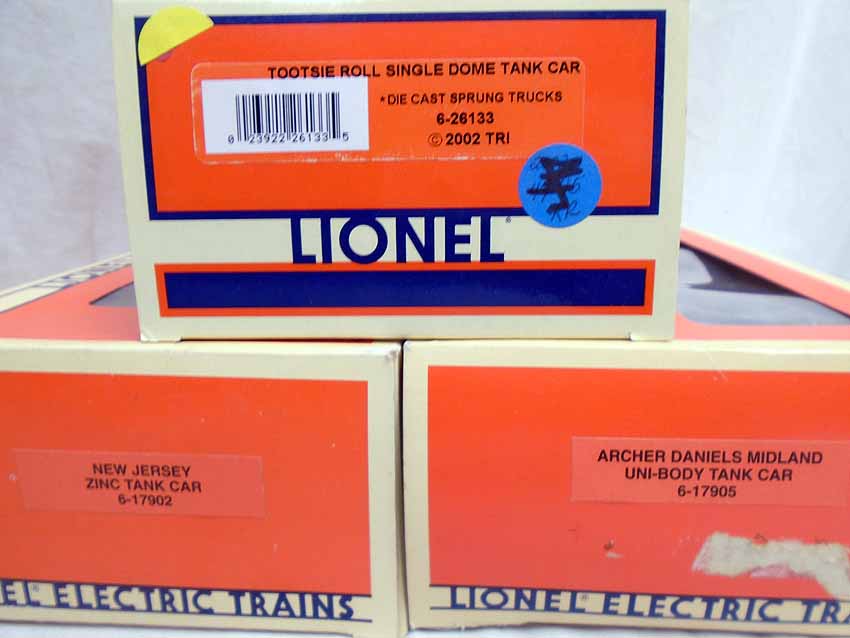 TOOTSIE ROLL SINGLE DOME TANK CAR
*DIE CAST SPRUNG TRUCKS
6-26133
© 2002 TRI
0 23922 26133 5
LIONEL®
NEW JERSEY
ZINC TANK CAR
6-17902
EL® ELECTRIC TRAINS
ARCHER DANIELS MIDLAND
UNI-BODY TANK CAR
6-17905
LIONEL® ELECTRIC TRA